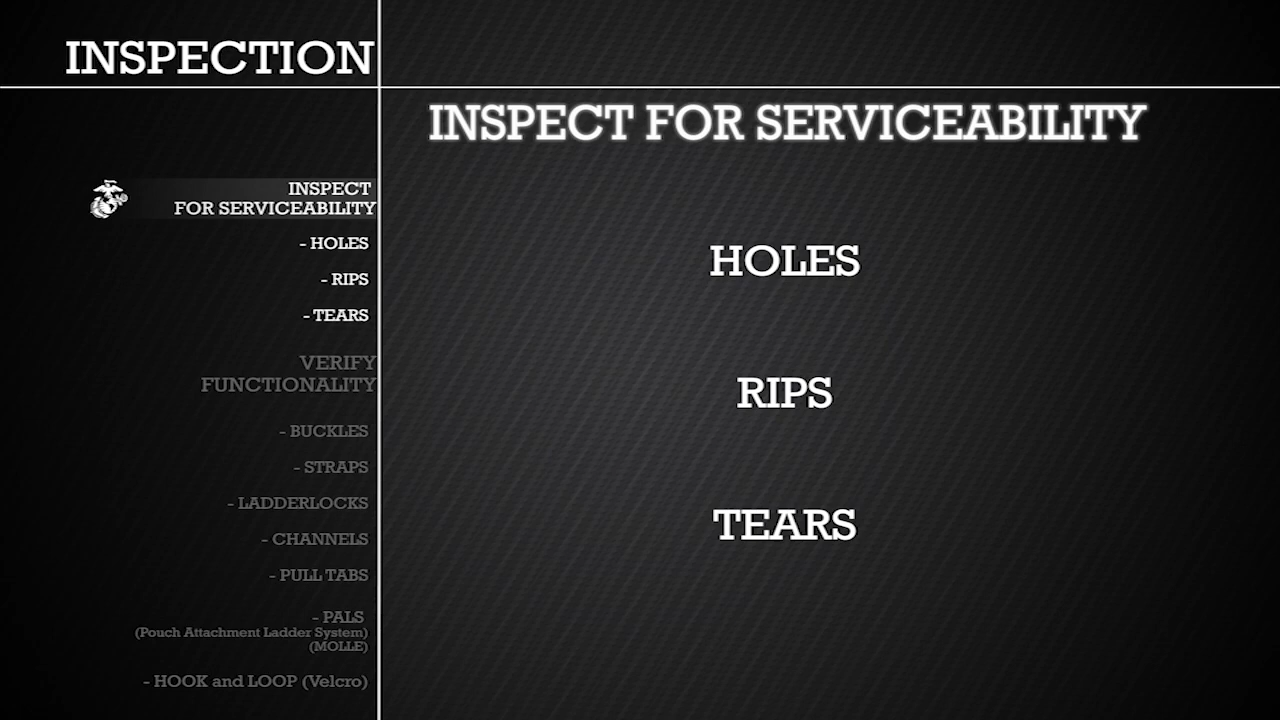 INSPECTION
INSPECT
FOR SERVICEABILITY
- HOLES
- RIPS
- TEARS
VERIFY
FUNCTIONALITY
- BUCKLES
- STRAPS
- LADDERLOCKS
- CHANNELS
- PULL TABS
- PALS
(Pouch Attachment Ladder System)
(MOLLE)
- HOOK and LOOP (Velcro)
INSPECT FOR SERVICEABILITY
HOLES
RIPS
TEARS